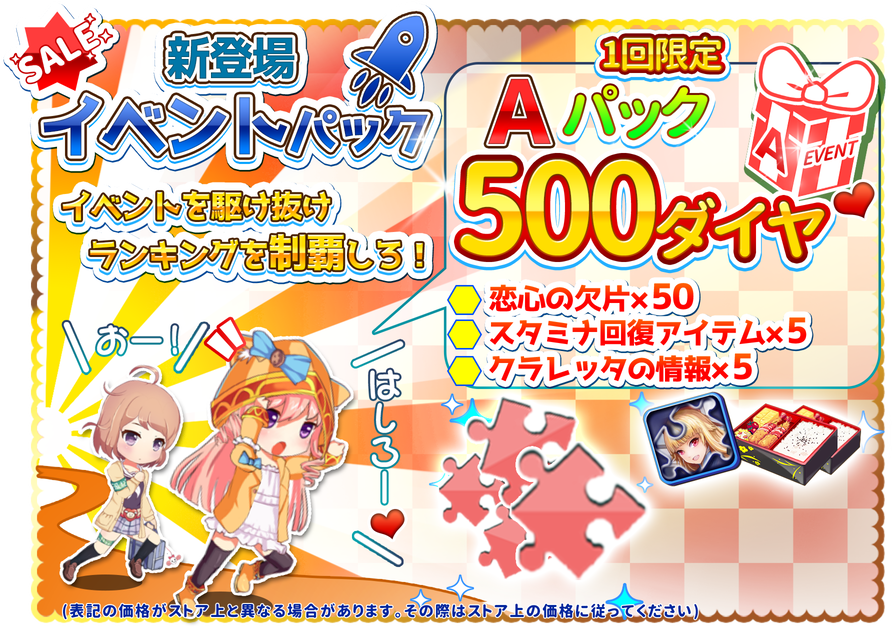 SALE
新登場
イベントパック
イベントを駆け抜け
ランキングを制覇しろ！
1回限定
Aパック
500ダイヤ
A EVENT
恋心の欠片×50
スタミナ回復アイテム×5
クラレッタの情報×5
おー！
はしろー
(表記の価格がストア上と異なる場合があります。その際はストア上の価格に従ってください)